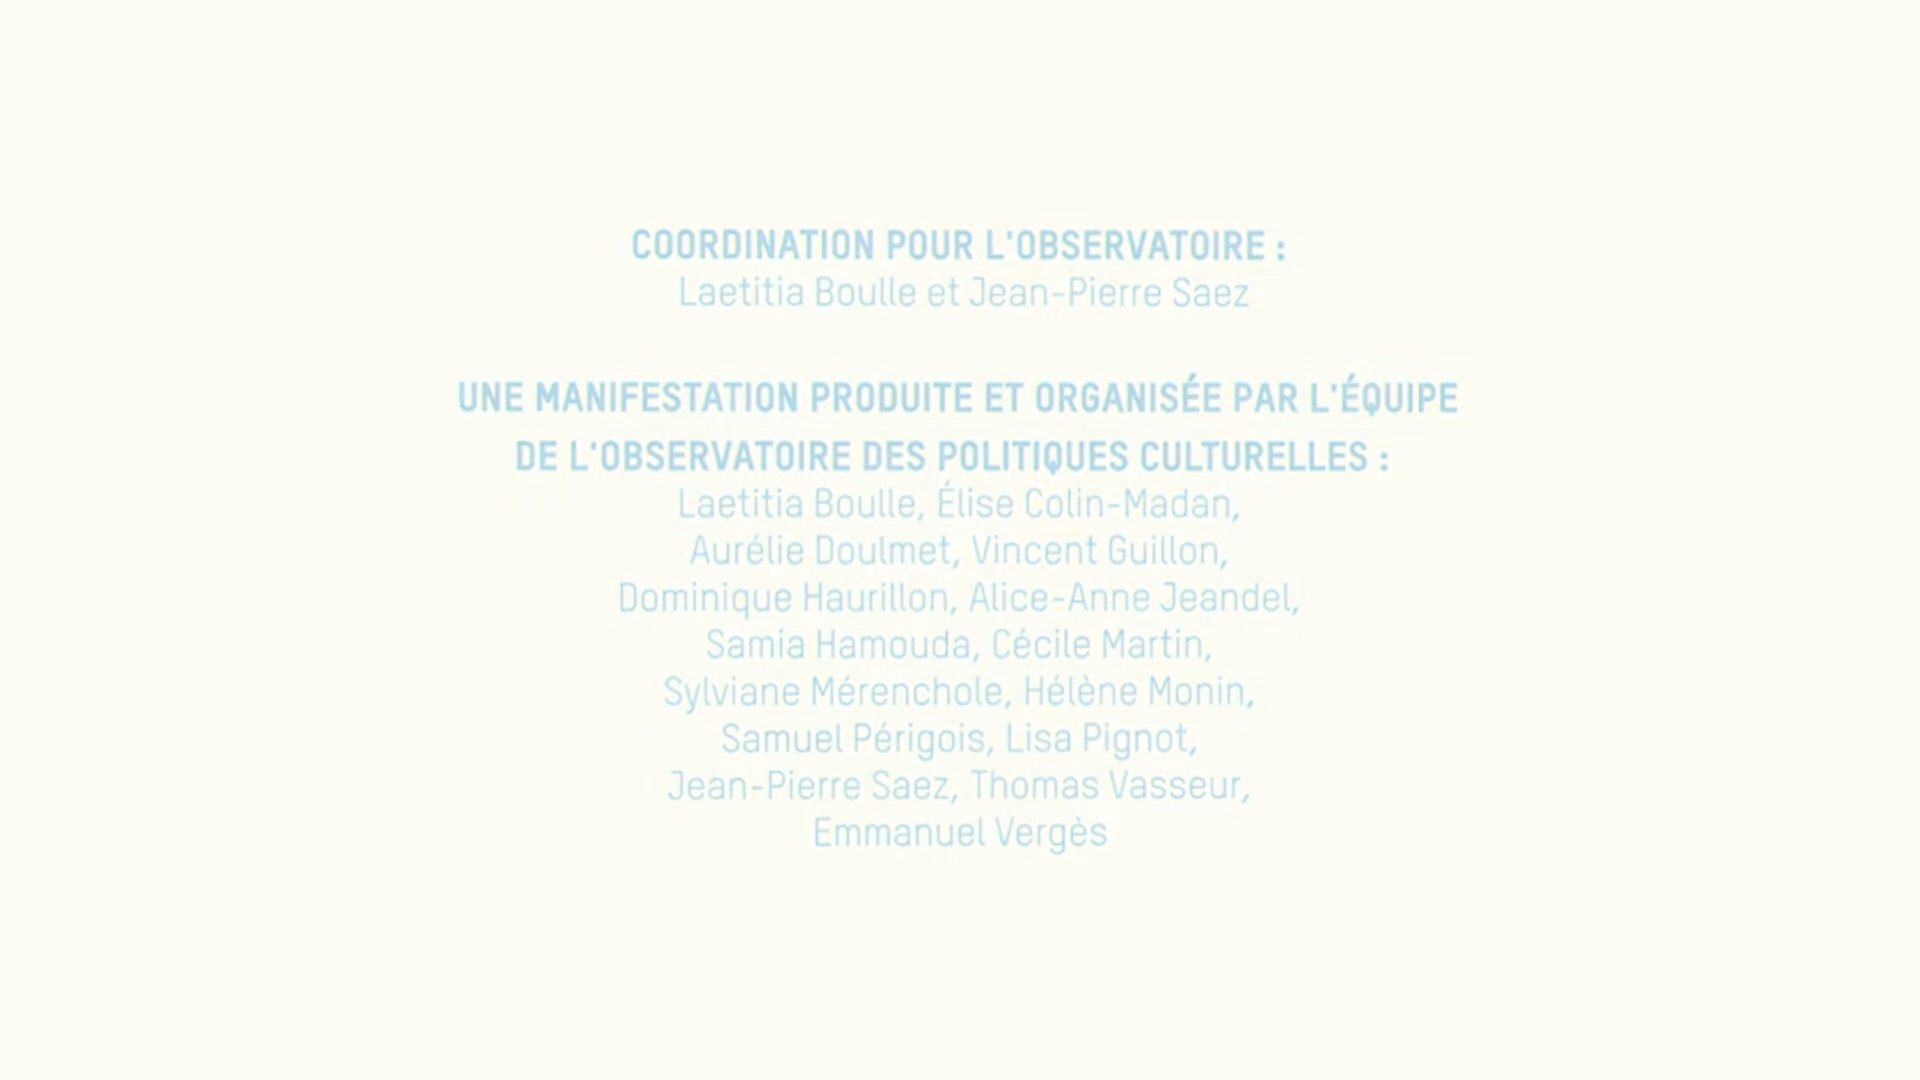 COORDINATION POUR L'OBSERVATOIRE :
Laetitia Boulle et Jean-Pierre Saez
UNE MANIFESTATION PRODUITE ET ORGANISÉE PAR L'ÉQUIPE
DE L'OBSERVATOIRE DES POLITIQUES CULTURELLES :
Laetitia Boulle, Élise Colin-Madan,
Aurélie Doulmet, Vincent Guillon,
Dominique Haurillon, Alice-Anne Jeandel,
Samia Hamouda, Cécile Martin,
Sylviane Mérenchole, Hélène Monin,
Samuel Périgois, Lisa Pignot,
Jean-Pierre Saez, Thomas Vasseur,
Emmanuel Vergès